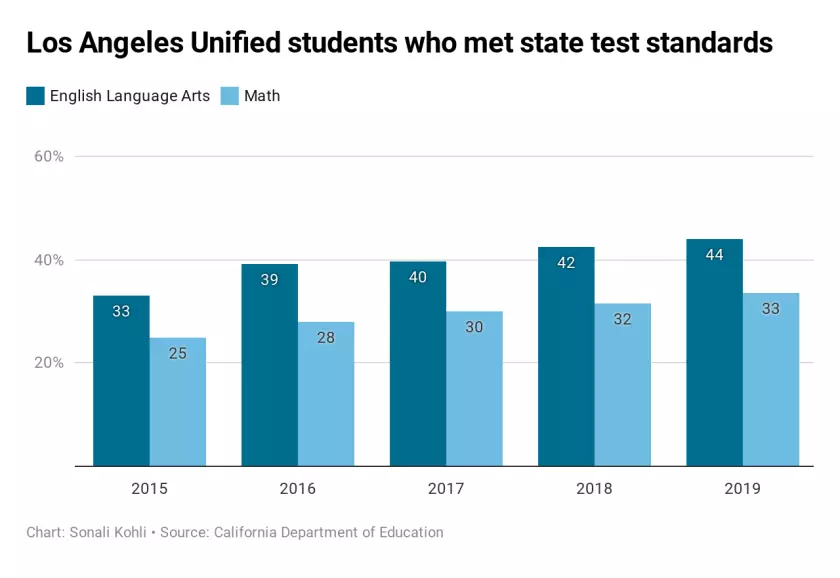 Los Angeles Unified students who met state test standards
English Language Arts Math
60%
40%
20%
33 25 39 28 40 30 42 32 44 33
2015 2016 2017 2018 2019
Chart: Sonali Kohli • Source: California Department of Education